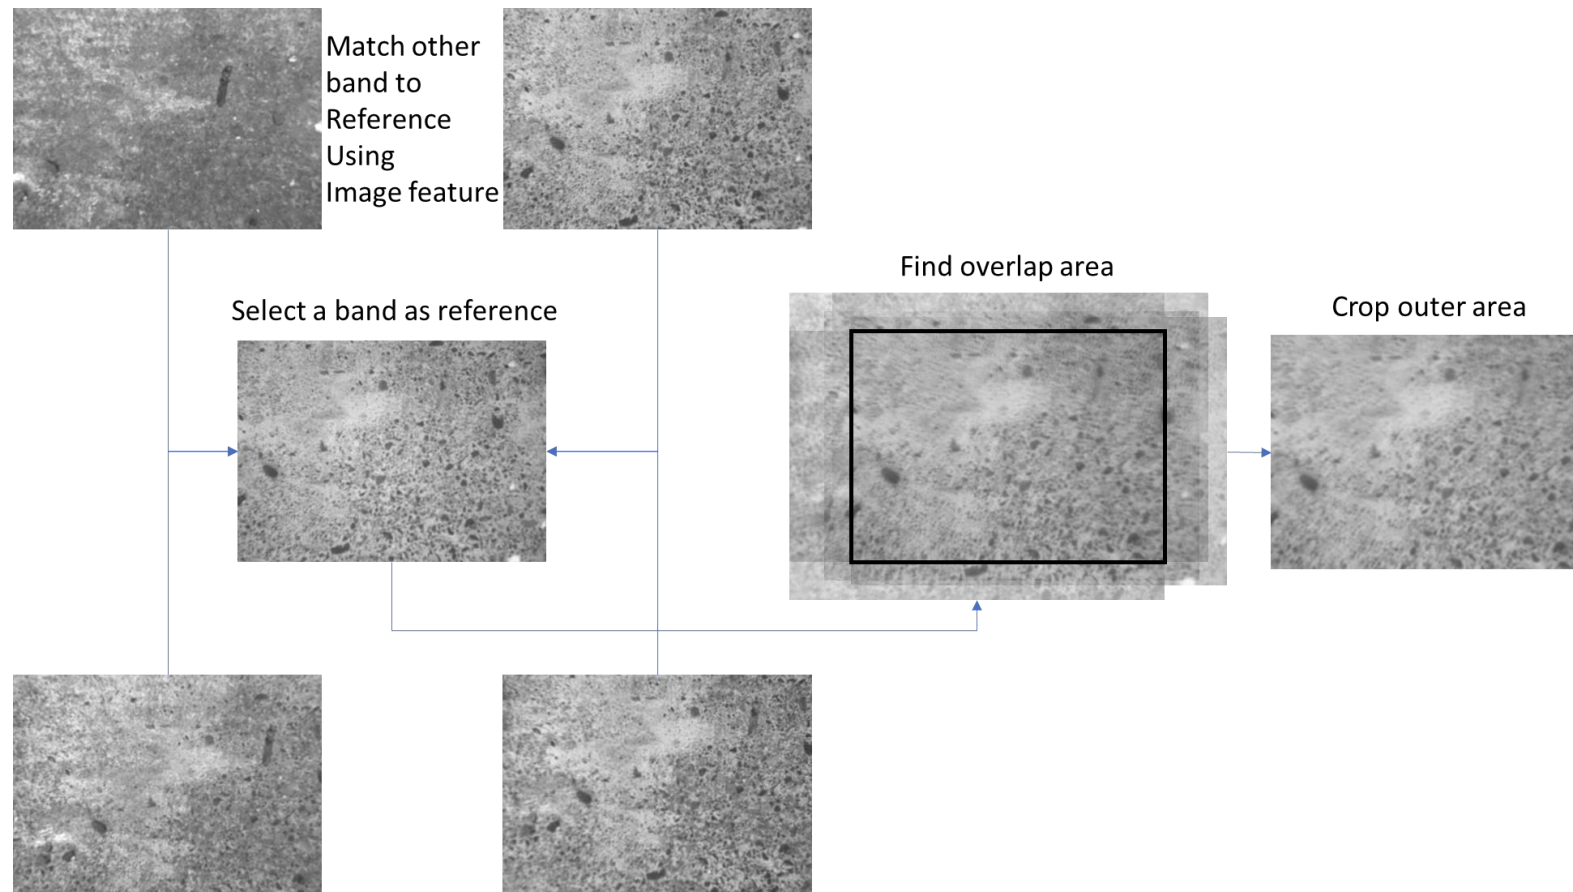 Match other
band to
Reference
Using
Image feature
Select a band as reference
Find overlap area
Crop outer area